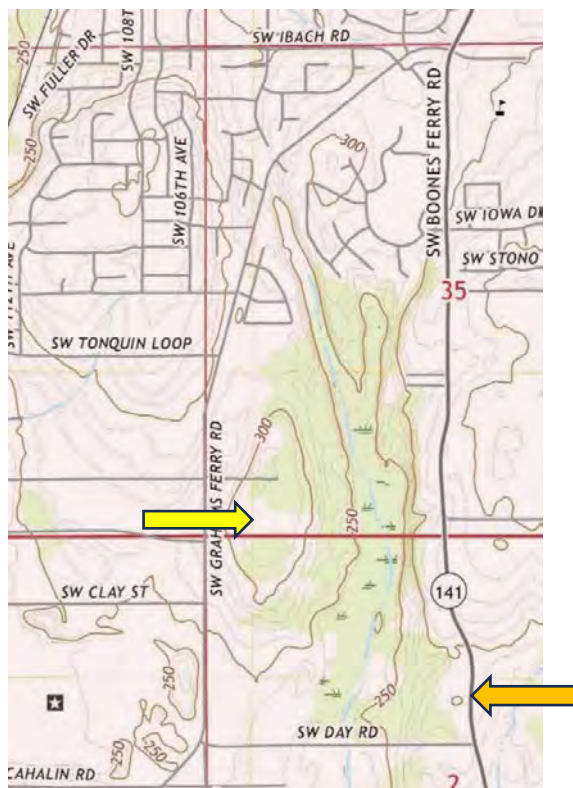 SW IBACH RD
250
SW FULLER DR
SW 108T
SW BOONES FERRY RD
250
300
SW 106TH AVE
SW IOWA D
SW STONO
35
SW TONQUIN LOOP
300
SW GRAHAMS FERRY RD
250
SW CLAY ST
141
250
250
SW DAY RD
250
250
CAHALIN RD
2